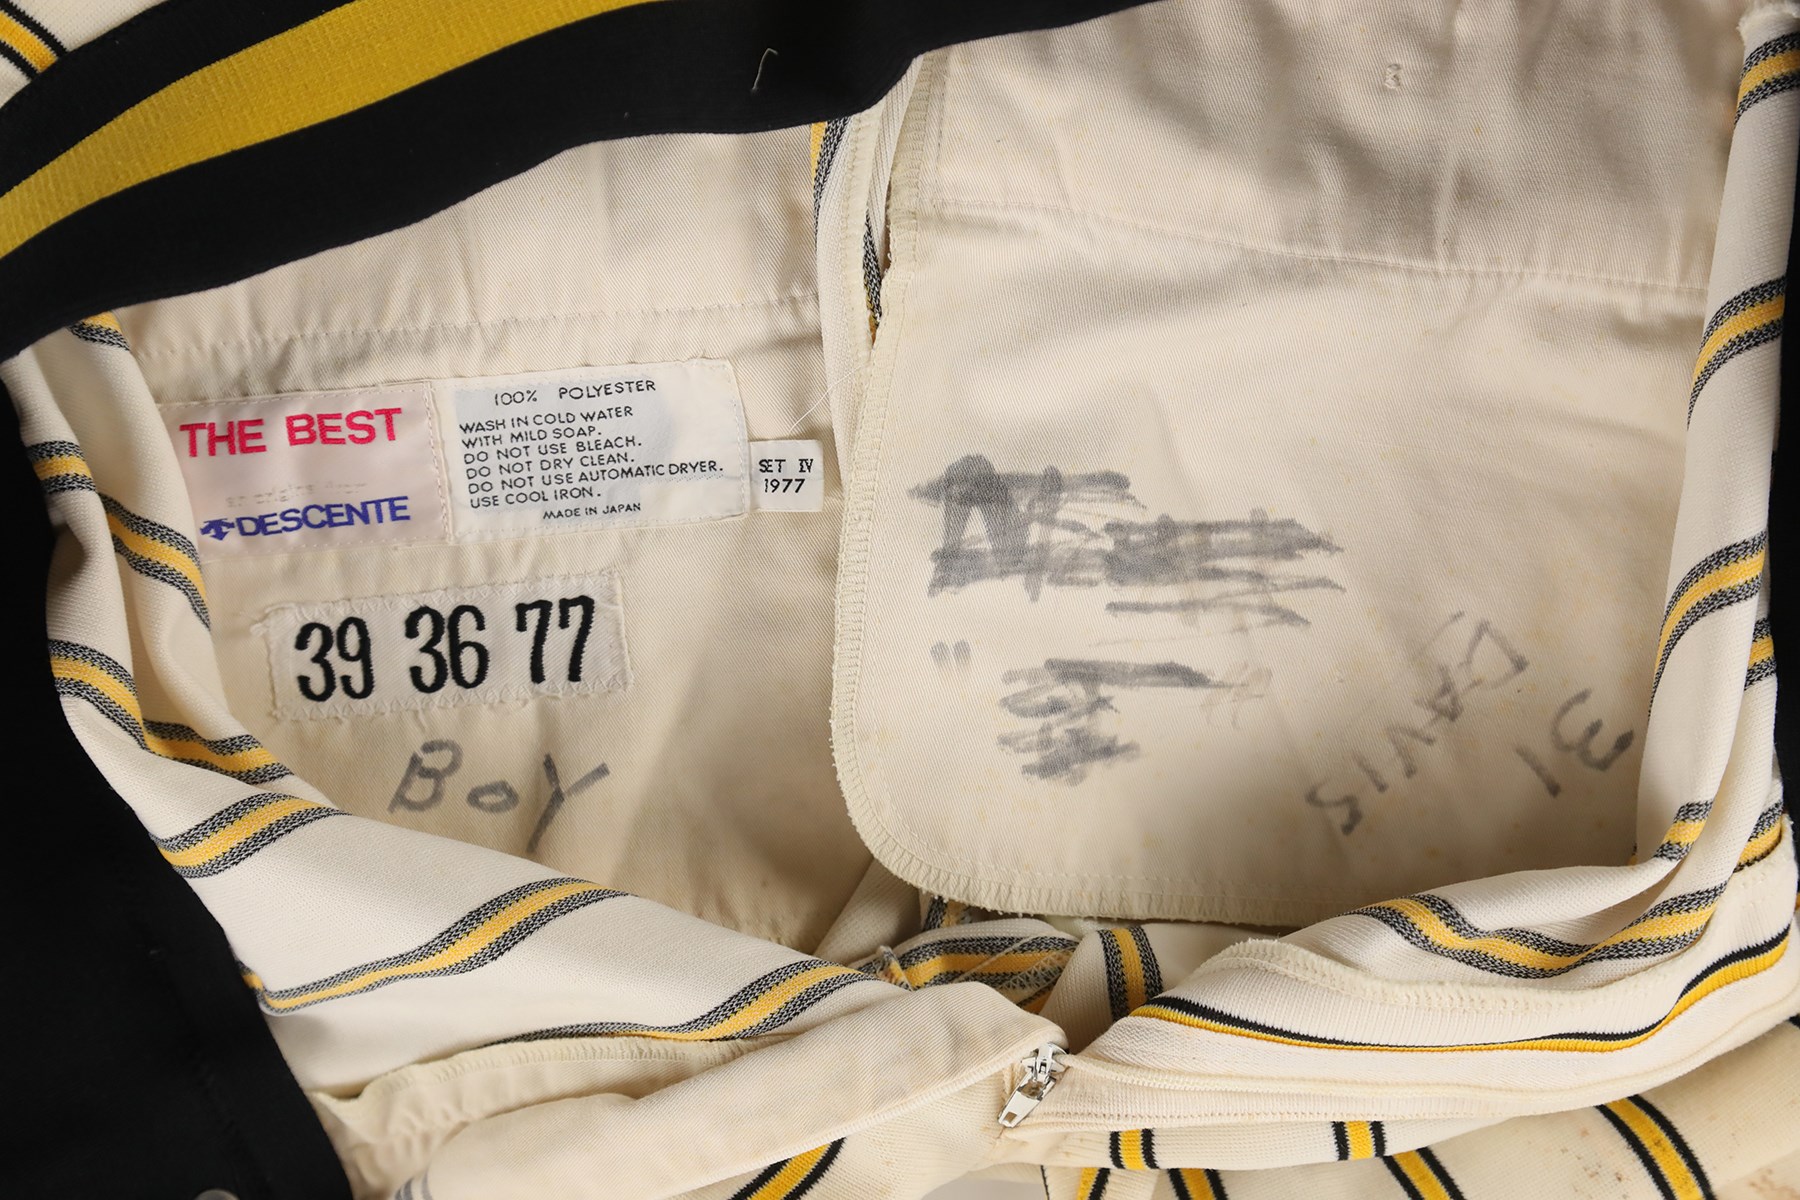 THE BEST
DESCENTE
100% POLYESTER
WASH IN COLD WATER
WITH MILD SOAP.
DO NOT USE BLEACH.
DO NOT DRY CLEAN.
DO NOT USE AUTOMATIC DRYER.
USE COOL IRON.
MADE IN JAPAN
SET IV
1977
39 36 77
Boy
31
DAVIS